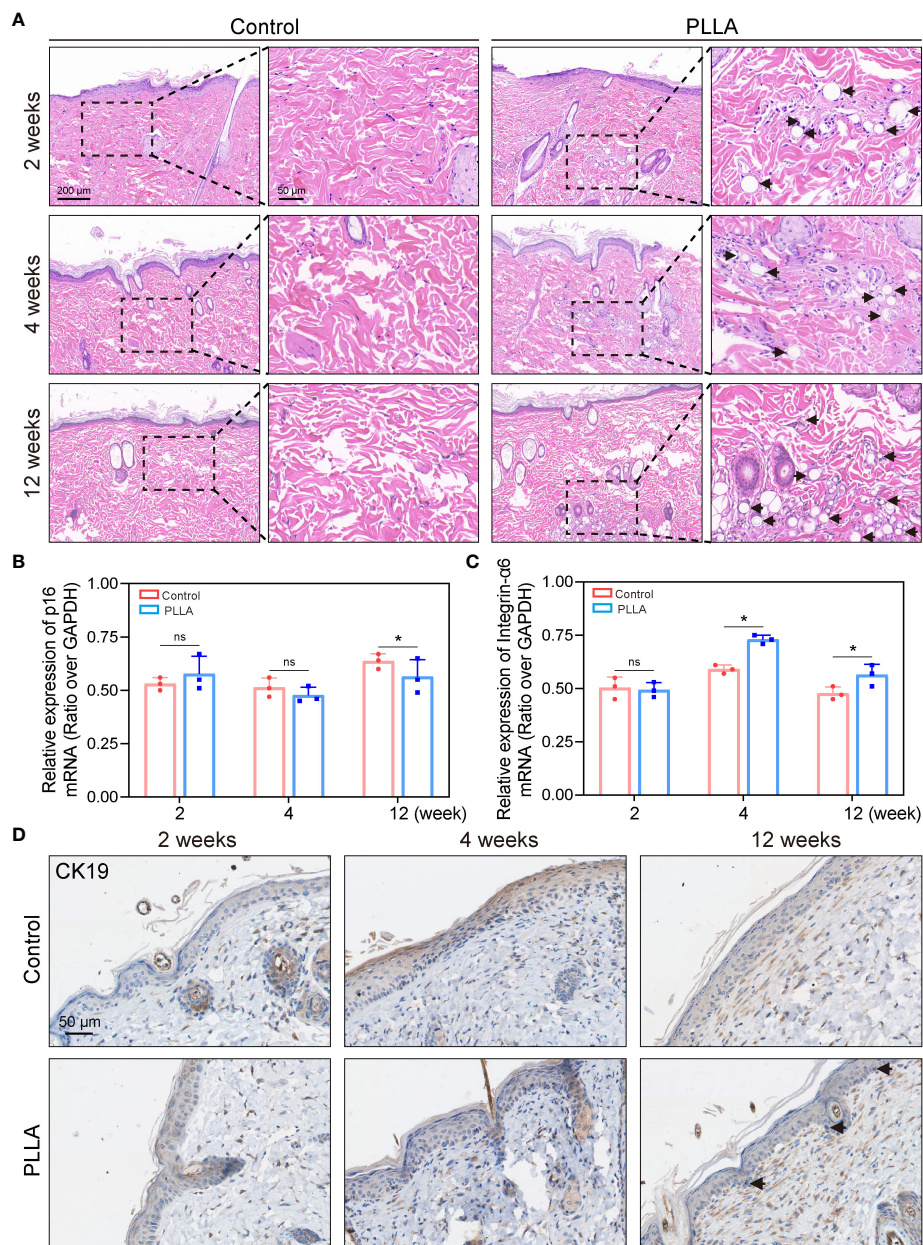 A
Control
PLLA
2 weeks
200 μm
50 μm
4 weeks
12 weeks
B
Relative expression of p16
mRNA (Ratio over GAPDH)
1.00
0.75
0.50
0.25
0.00
Control
PLLA
ns
ns
*
2
4
12 (week)
C
Relative expression of Integrin-α6
mRNA (Ratio over GAPDH)
1.00
0.75
0.50
0.25
0.00
Control
PLLA
ns
*
*
2
4
12 (week)
D
2 weeks
4 weeks
12 weeks
Control
CK19
50 μm
PLLA